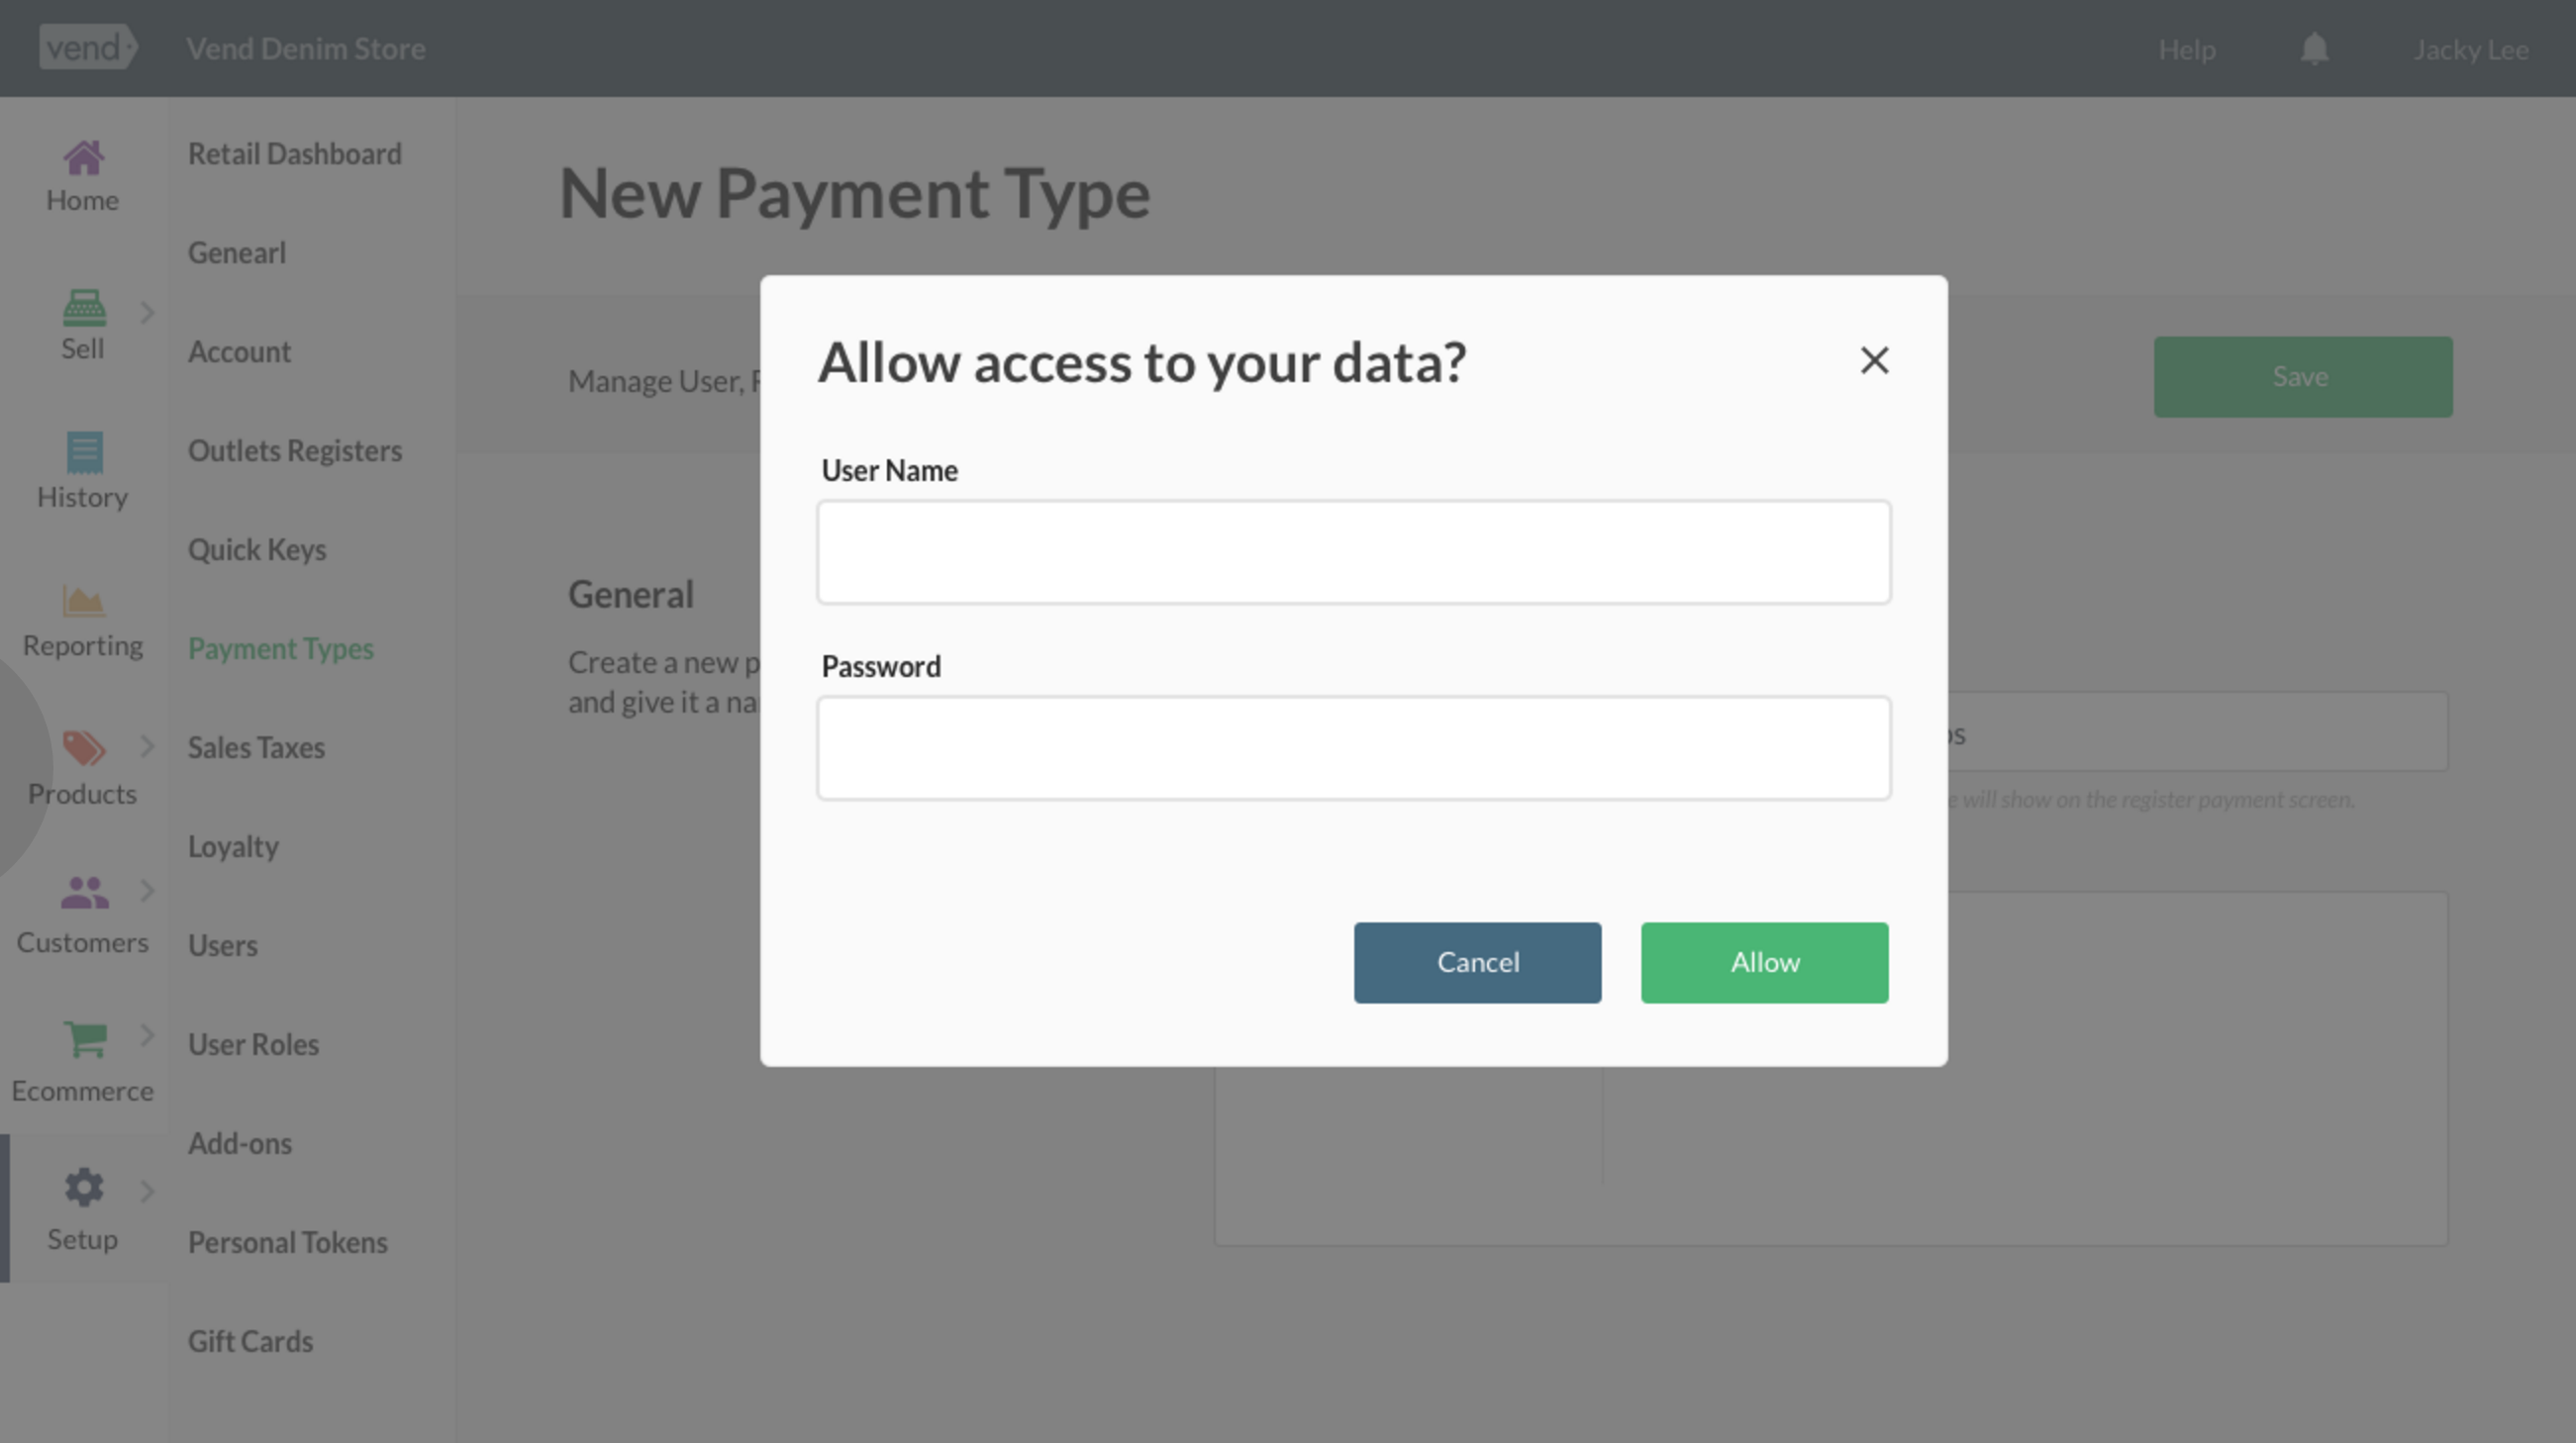 vend
Vend Denim Store
Help
Jacky Lee
Home
Sell
History
Reporting
Products
Customers
Ecommerce
Setup
Retail Dashboard
Genearl
Account
Outlets Registers
Quick Keys
Payment Types
Sales Taxes
Loyalty
Users
User Roles
Add-ons
Personal Tokens
Gift Cards
New Payment Type
Manage User,
Save
General
Create a new
and give it a
will show on the register payment screen.
Allow access to your data?
User Name
Password
Cancel
Allow